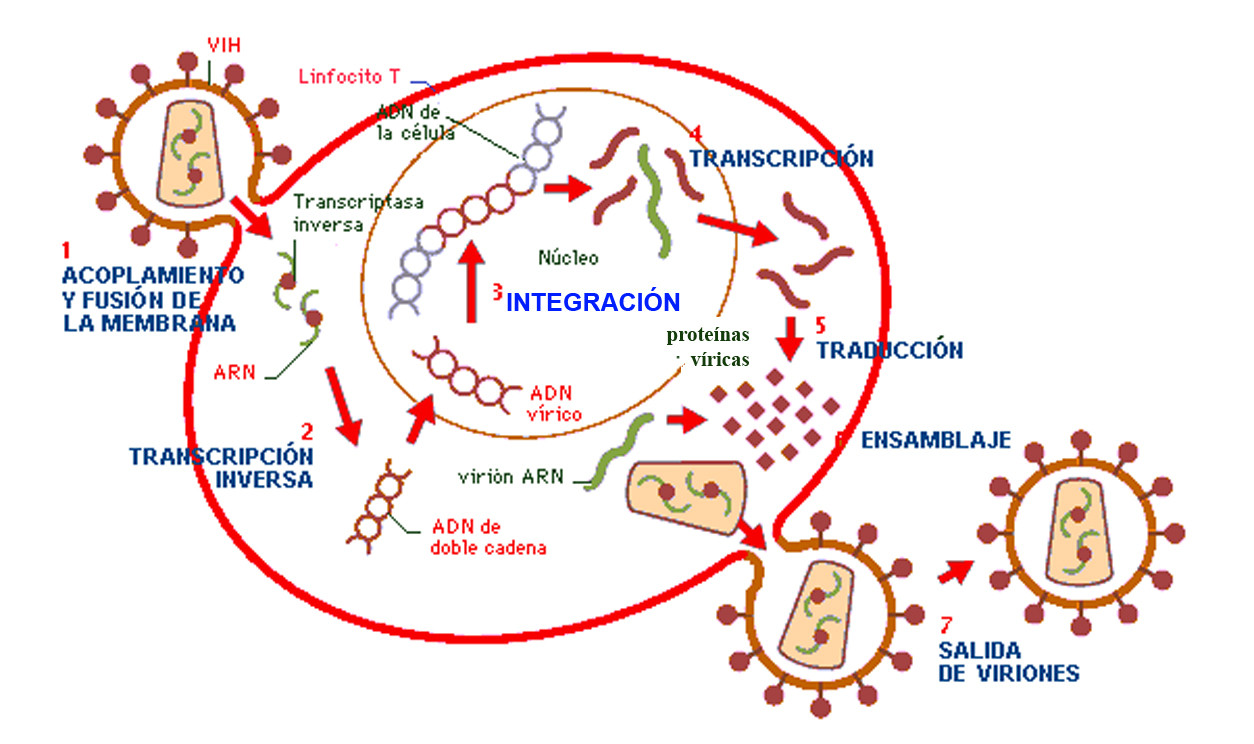 VIH
Linfocito T
ADN de
la célula
4
TRANSCRIPCIÓN
Transcriptasa
inversa
1
ACOPLAMIENTO
Y FUSIÓN DE
LA MEMBRANA
Núcleo
3
INTEGRACIÓN
proteínas
víricas
5
TRADUCCIÓN
ARN
ADN
vírico
2
TRANSCRIPCIÓN
INVERSA
6 ENSAMBLAJE
virión ARN
ADN de
doble cadena
7
SALIDA
DE VIRIONES